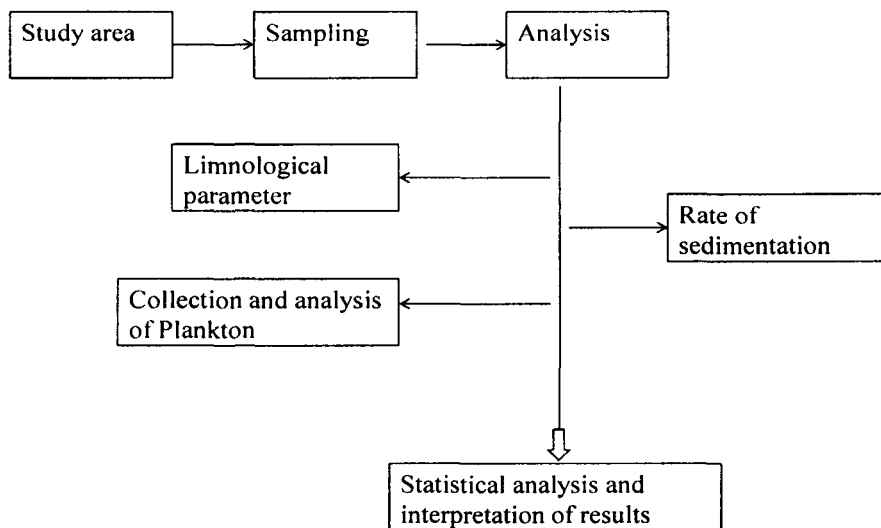 Study area
Sampling
Analysis
Limnological
parameter
Rate of
sedimentation
Collection and analysis
of Plankton
Statistical analysis and
interpretation of results